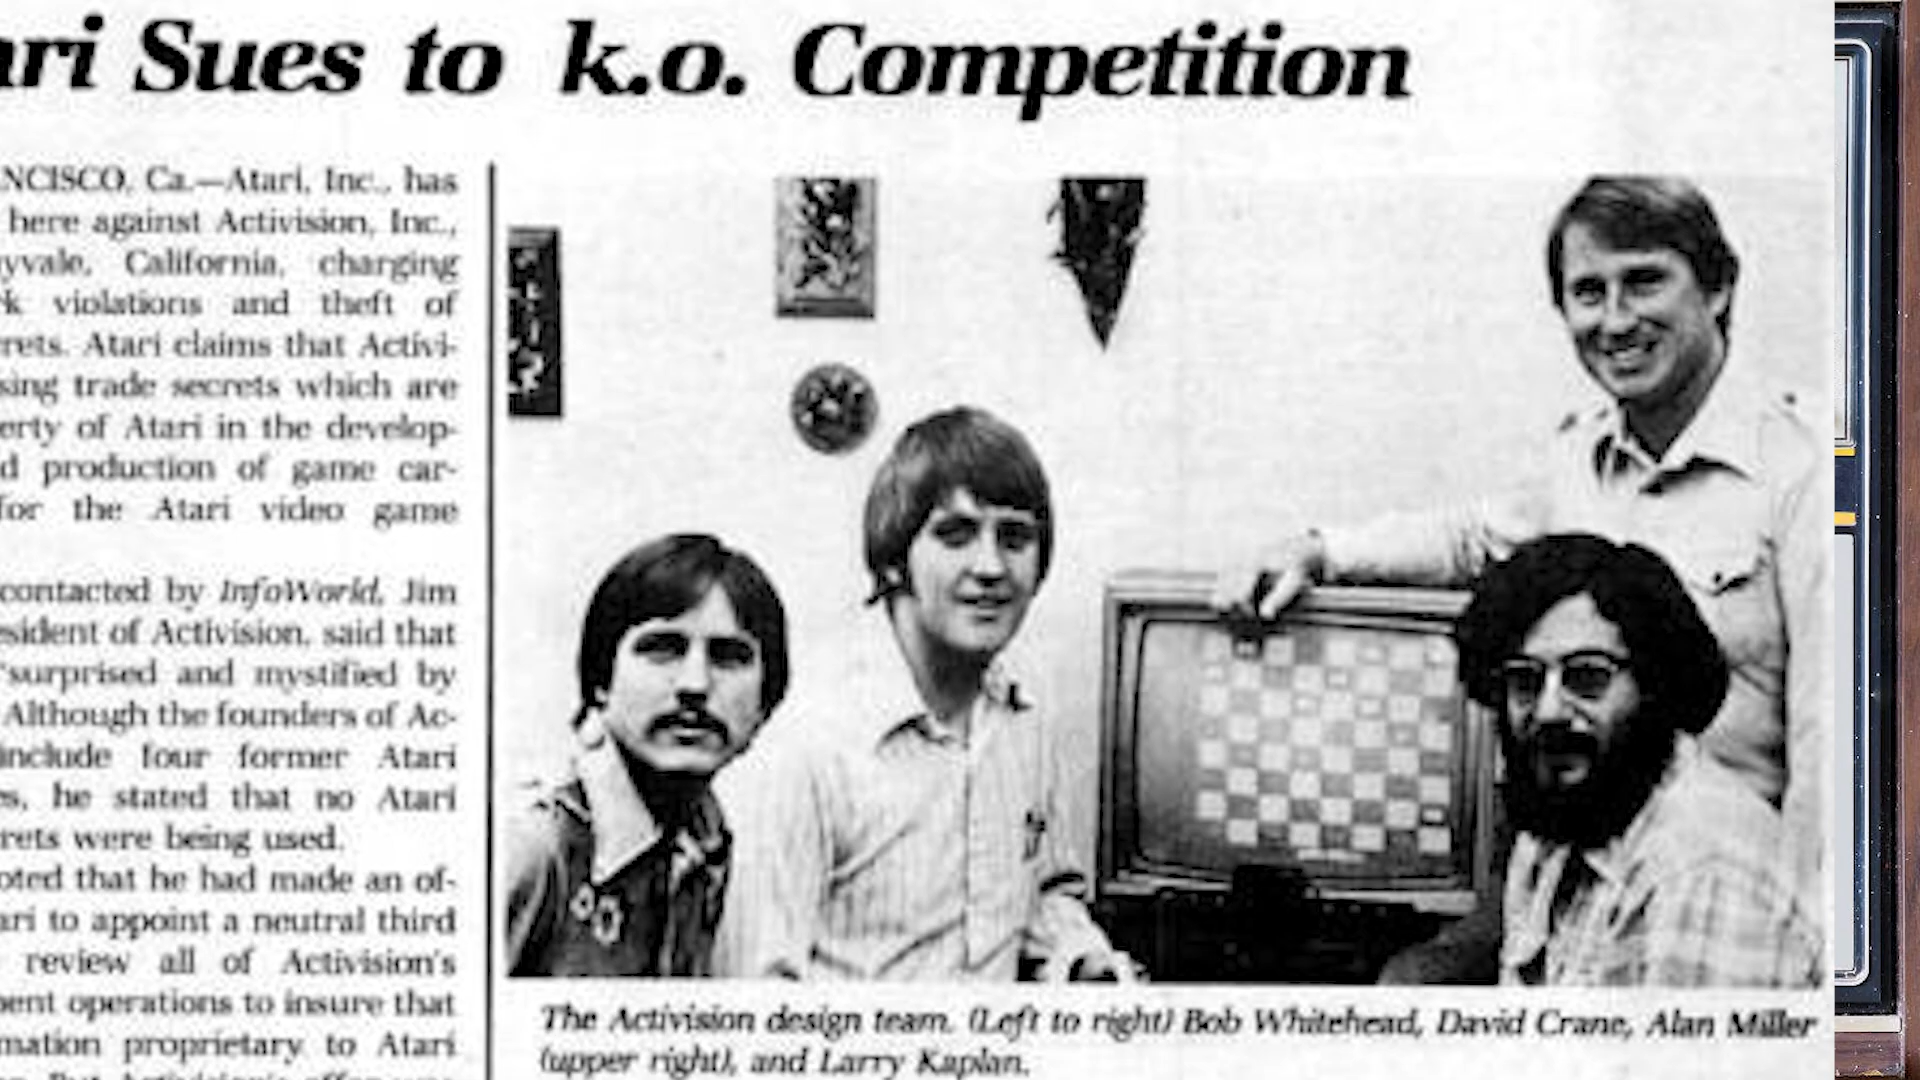 ari Sues to k.o. Competition
NCISCO, Ca.—Atari, Inc., has
here against Activision, Inc.,
yvale, California, charging
k violations and theft of
rets. Atari claims that Activi-
sing trade secrets which are
erty of Atari in the develop-
d production of game car-
for the Atari video game
contacted by InfoWorld, Jim
esident of Activision, said that
"surprised and mystified by
Although the founders of Ac-
include four former Atari
es, he stated that no Atari
rets were being used.
oted that he had made an of-
ari to appoint a neutral third
review all of Activision's
ent operations to insure that
mation proprietary to Atari
The Activision design team. (Left to right) Bob Whitehead, David Crane, Alan Miller
(upper right), and Larry Kaplan.